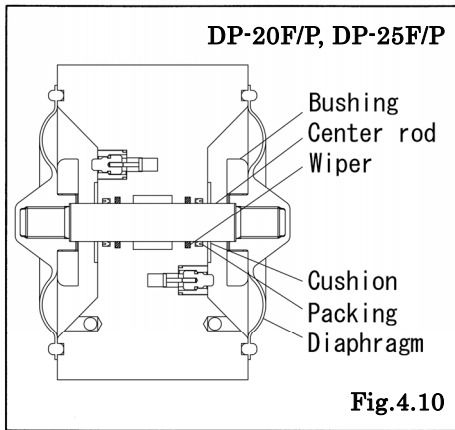 DP-20F/P, DP-25F/P
Bushing
Center rod
Wiper
Cushion
Packing
Diaphragm
Fig.4.10